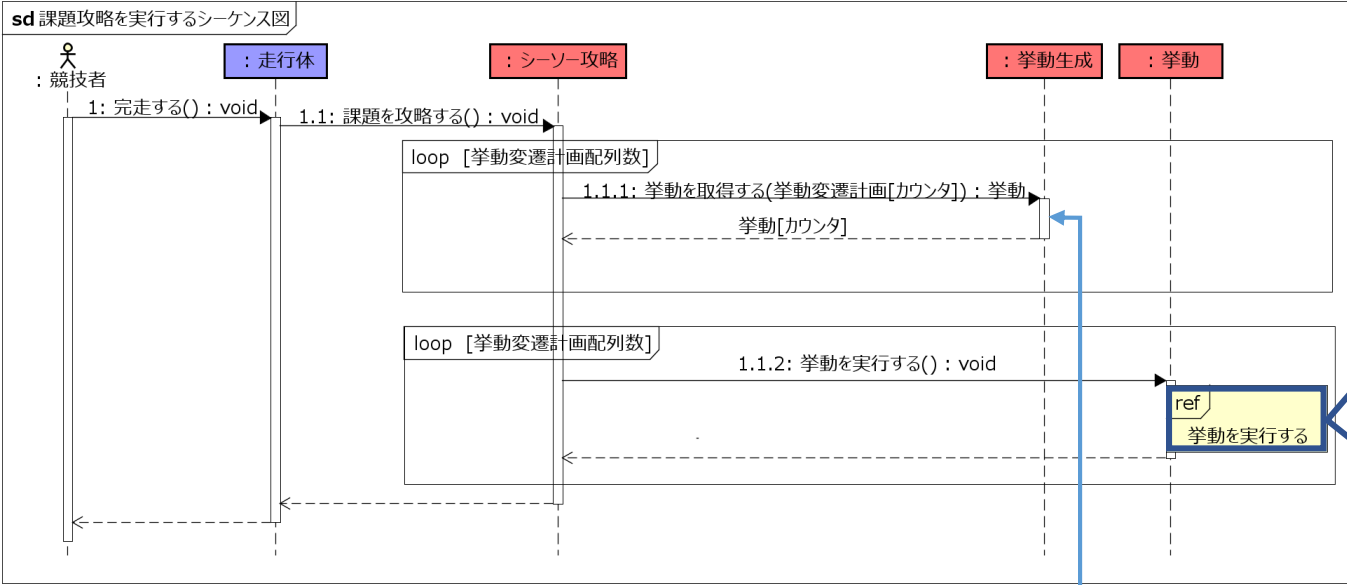 sd 課題攻略を実行するシーケンス図
: 競技者
: 走行体
: シーソー攻略
: 挙動生成
: 挙動
1: 完走する() : void
1.1: 課題を攻略する() : void
loop [挙動変遷計画配列数]
1.1.1: 挙動を取得する(挙動変遷計画[カウンタ]) : 挙動
挙動[カウンタ]
loop [挙動変遷計画配列数]
1.1.2: 挙動を実行する() : void
ref
挙動を実行する